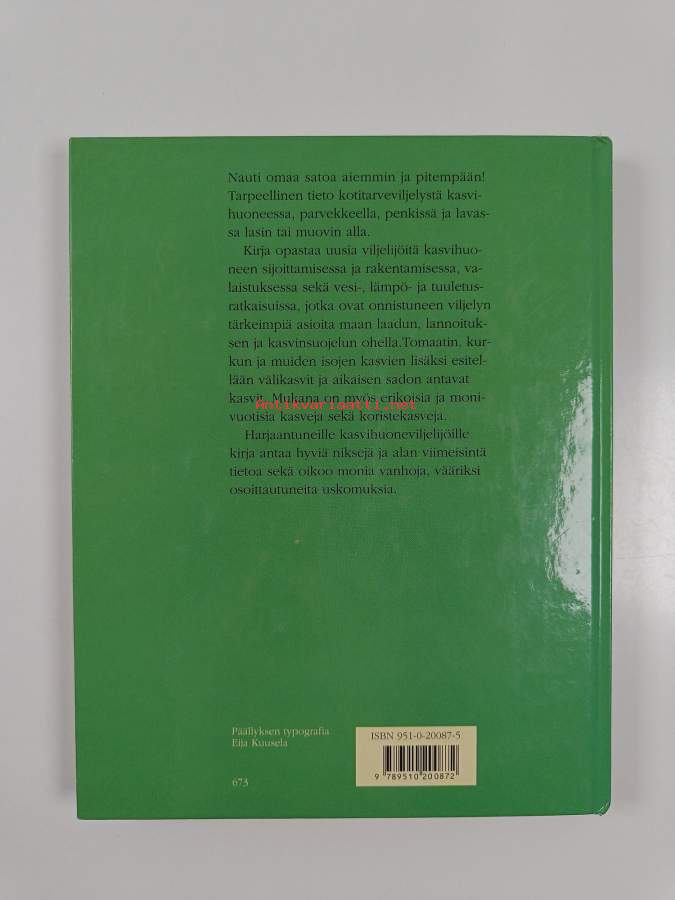 Nauti omaa satoa aiemmin ja pitempään!
Tarpeellinen tieto kotitarveviljelystä kasvi-
huoneessa, parvekkeella, penkissä ja lavas-
sa lasin tai muovin alla.
Kirja opastaa uusia viljelijöitä kasvihuo-
neen sijoittamisessa ja rakentamisessa, va-
laistuksessa sekä vesi-, lämpö- ja tuuletus-
ratkaisuissa, jotka ovat onnistuneen viljelyn
tärkeimpiä asioita maan laadun, lannoituk-
sen ja kasvinsuojelun ohella.Tomaatin, kur-
kun ja muiden isojen kasvien lisäksi esitel-
lään välikasvit ja aikaisen sadon antavat
kasvit. Mukana on myös erikoisia ja moni-
Antikvariaatti.net
vuotisia kasveja sekä koristekasveja.
Harjaantuneille kasvihuoneviljelijöille
kirja antaa hyviä niksejä ja alan viimeisintä
tietoa sekä oikoo monia vanhoja, vääriksi
osoittautuneita uskomuksia.
Päällyksen typografia
Eija Kuusela
673
ISBN 951-0-20087-5
9 789510 200872